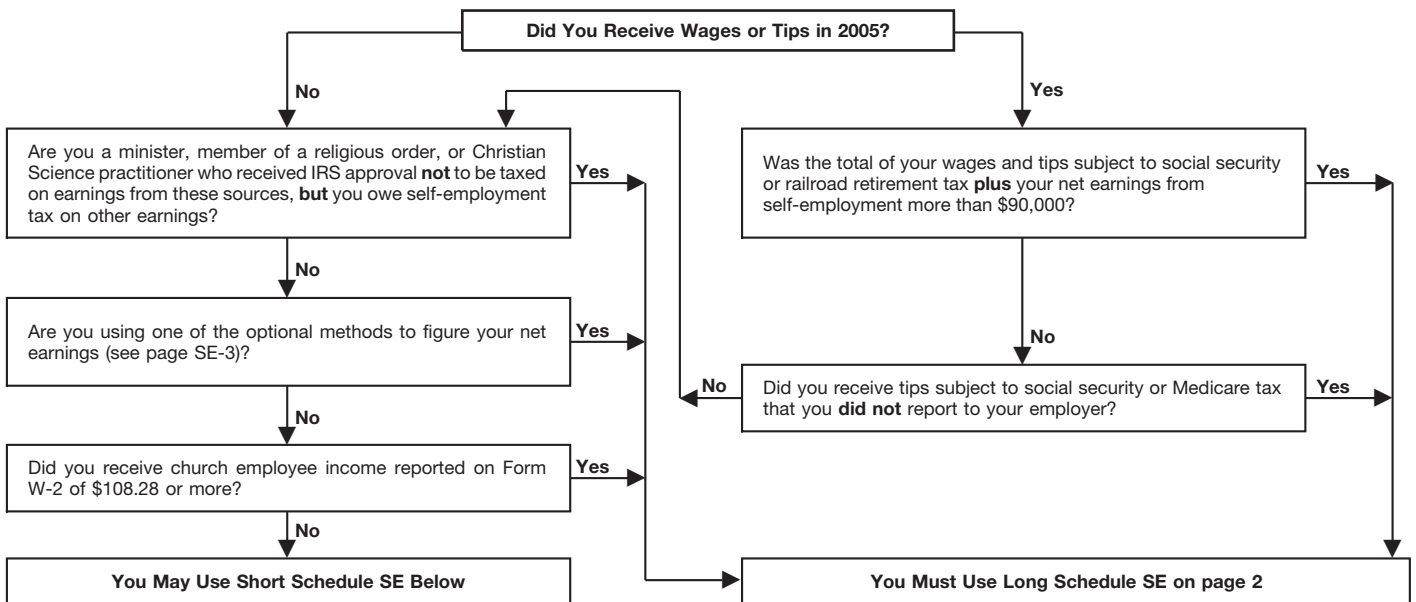 Did You Receive Wages or Tips in 2005?
No
Yes
Are you a minister, member of a religious order, or Christian
Science practitioner who received IRS approval not to be taxed
on earnings from these sources, but you owe self-employment
tax on other earnings?
Yes
Was the total of your wages and tips subject to social security
or railroad retirement tax plus your net earnings from
self-employment more than $90,000?
Yes
No
Are you using one of the optional methods to figure your net
earnings (see page SE-3)?
Yes
No
No
Did you receive tips subject to social security or Medicare tax
that you did not report to your employer?
Yes
No
Did you receive church employee income reported on Form
W-2 of $108.28 or more?
Yes
No
You May Use Short Schedule SE Below
You Must Use Long Schedule SE on page 2